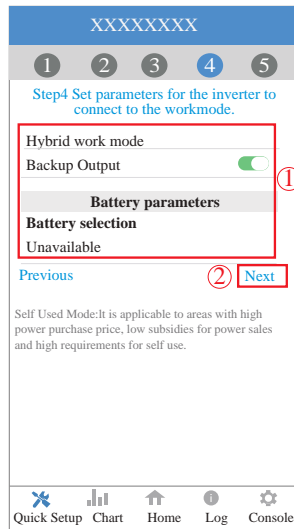 XXXXXXXX
1 2 3 4 5
Step4 Set parameters for the inverter to
connect to the workmode.
Hybrid work mode
Backup Output
①
Battery parameters
Battery selection
Unavailable
Previous ② Next
Self Used Mode:It is applicable to areas with high
power purchase price, low subsidies for power sales
and high requirements for self use.
Quick Setup Chart Home Log Console